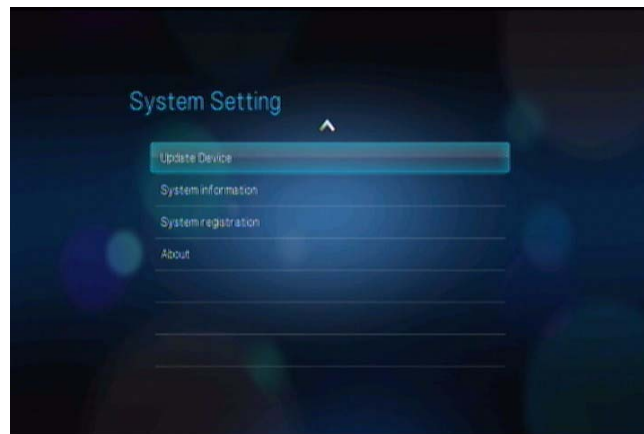 System Setting
Update Device
System information
System registration
About